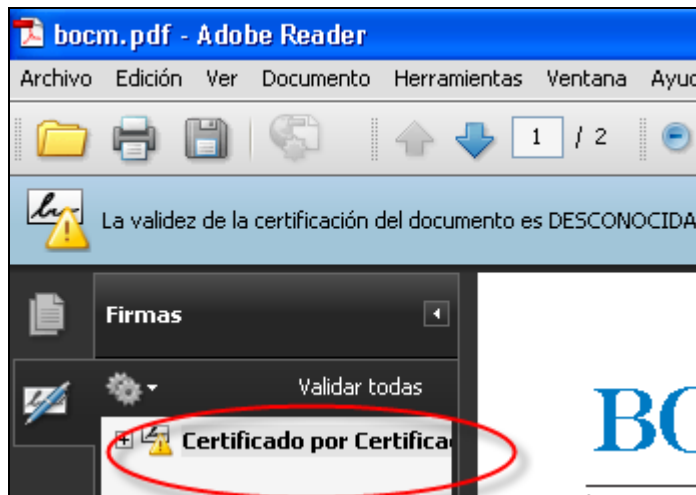 bocm.pdf - Adobe Reader
Archivo Edición Ver Documento Herramientas Ventana
1 / 2
La validez de la certificación del documento es DESCONOCIDA
Firmas
Validar todas
Certificado por